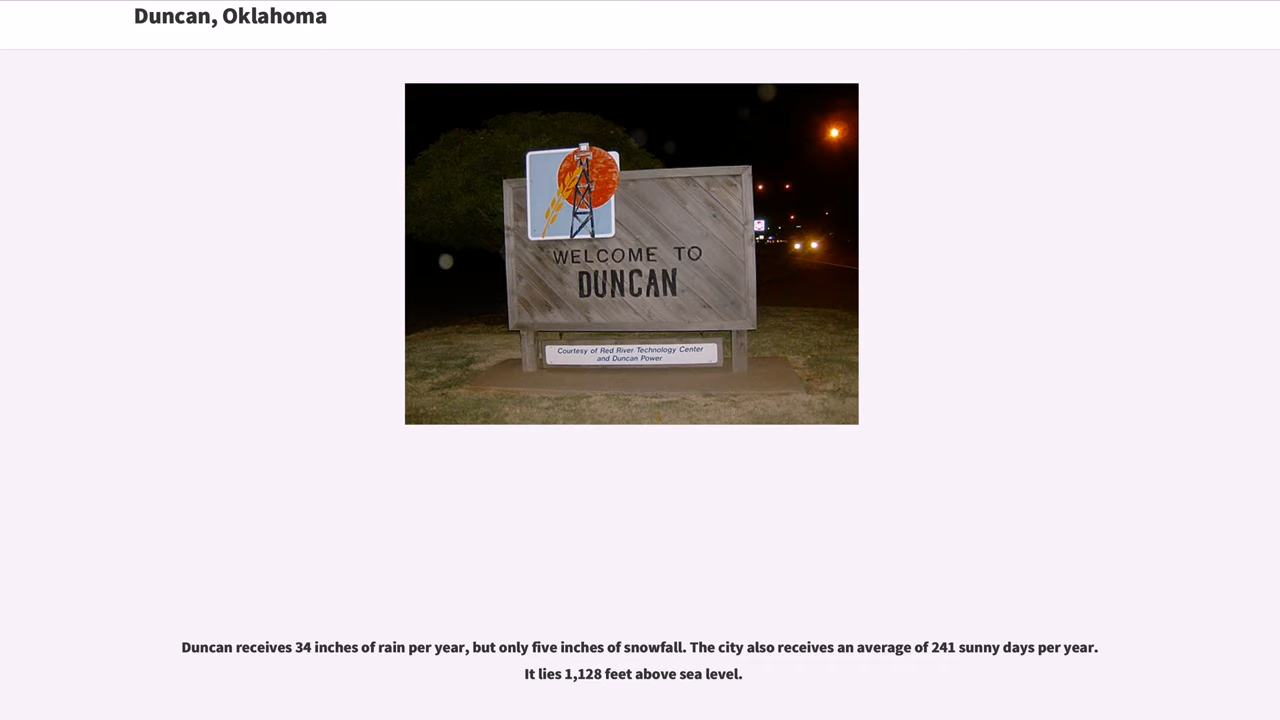 Duncan, Oklahoma
WELCOME TO
DUNCAN
Courtesy of Red River Technology Center
and Duncan Power
Duncan receives 34 inches of rain per year, but only five inches of snowfall. The city also receives an average of 241 sunny days per year.
It lies 1,128 feet above sea level.